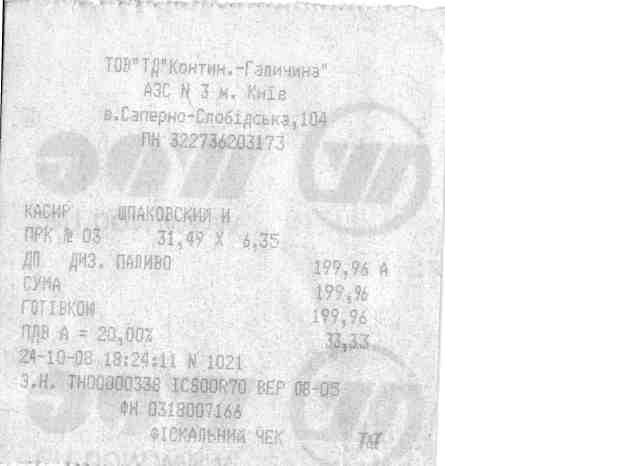 ТОВ"ТД"Контин.-Галичина"
АЗС N 3 м. Київ
в.Саперно-Слобідська,104
ПН 322736203173
КАСИР ШПАКОВСКИЙ И
ПРК № 03 31,49 X 6,35
ДП ДИЗ. ПАЛИВО 199,96 А
СУМА 199,96
ГОТІВКОЮ 199,96
ПДВ А = 20,00% 33,33
24-10-08 18:24:11 N 1021
З.Н. ТН00000338 IC600R70 ВЕР 08-05
ФН 0318007166
ФІСКАЛЬНИЙ ЧЕК